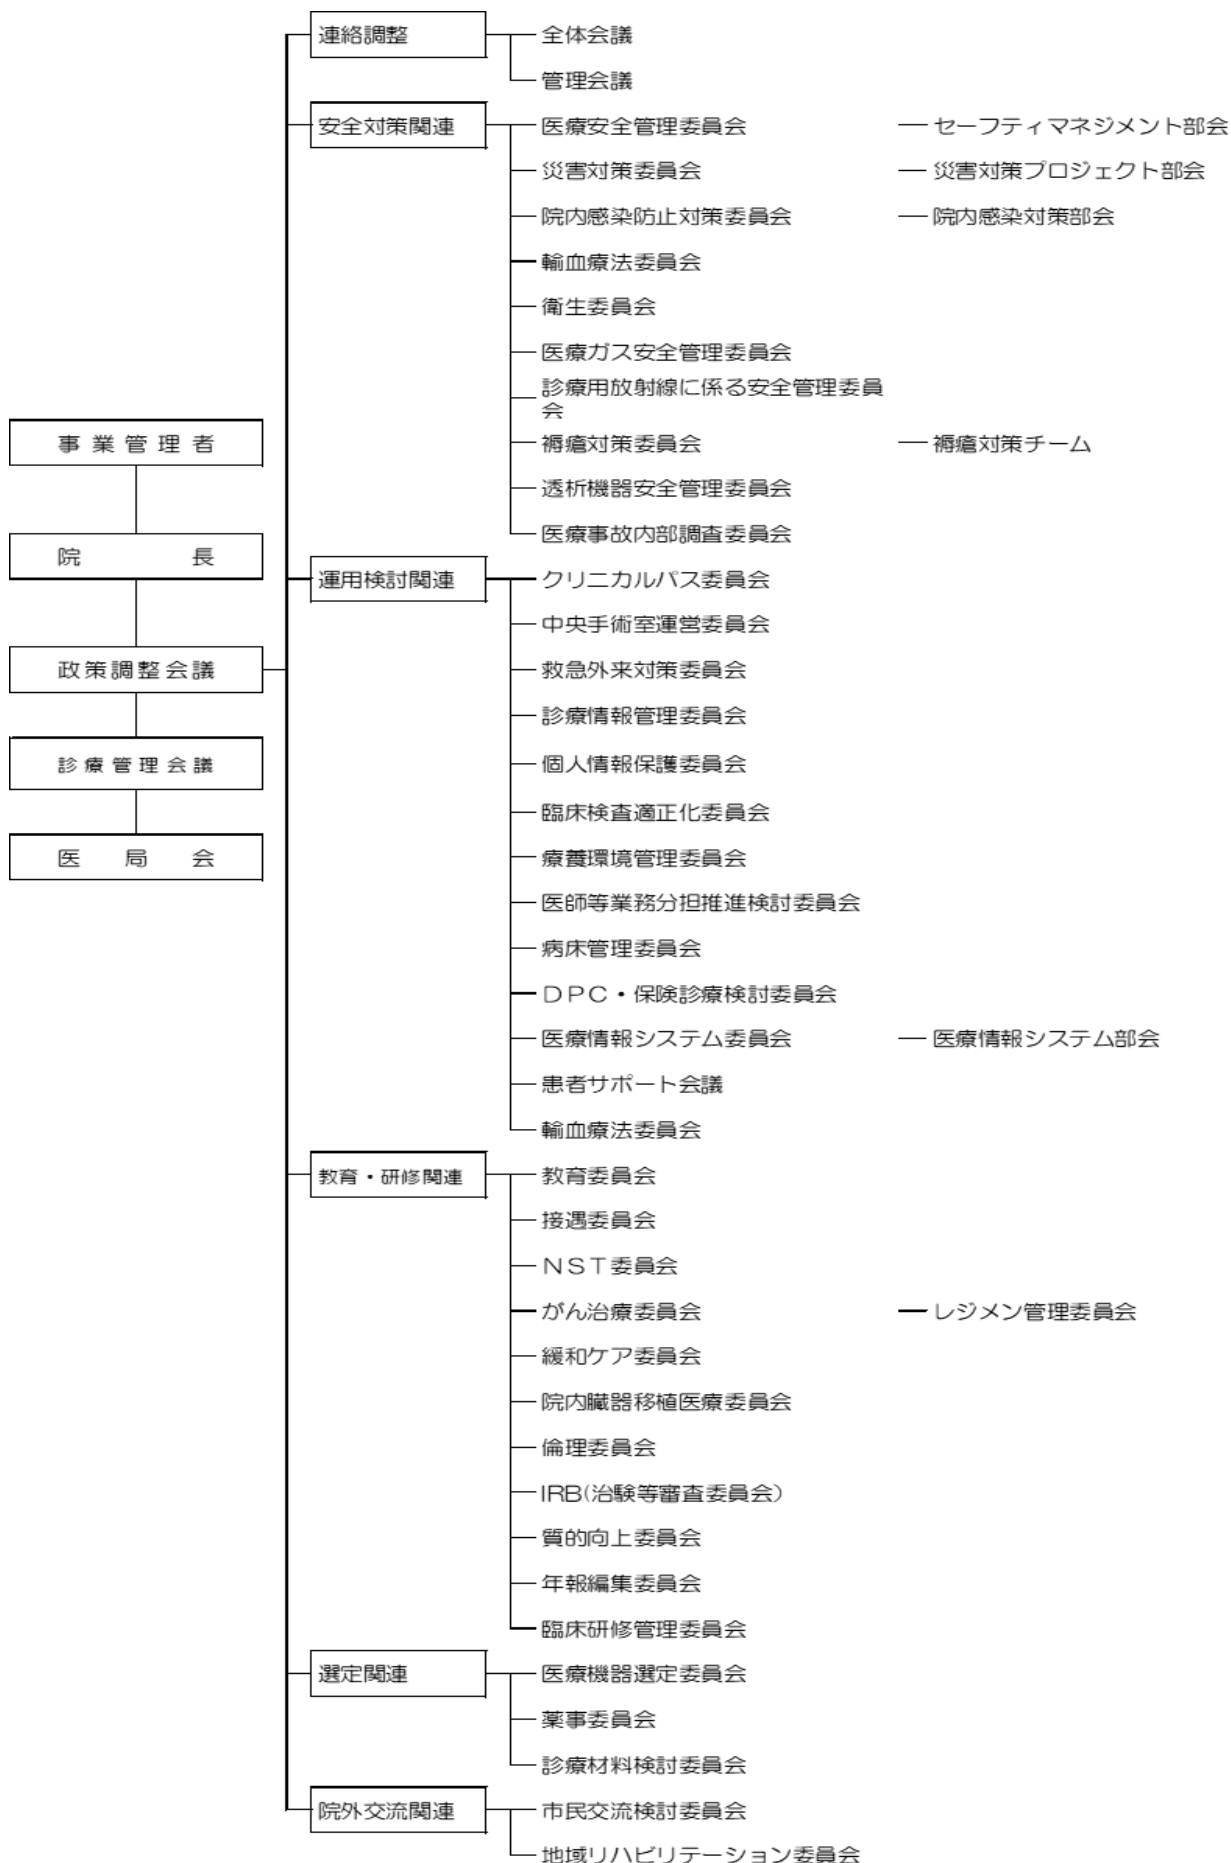 連絡調整
全体会議
管理会議
安全対策関連
医療安全管理委員会
セーフティマネジメント部会
災害対策委員会
災害対策プロジェクト部会
院内感染防止対策委員会
院内感染対策部会
輸血療法委員会
衛生委員会
医療ガス安全管理委員会
診療用放射線に係る安全管理委員
会
褥瘡対策委員会
褥瘡対策チーム
透析機器安全管理委員会
医療事故内部調査委員会
事業管理者
院長
政策調整会議
診療管理会議
医局会
運用検討関連
クリニカルパス委員会
中央手術室運営委員会
救急外来対策委員会
診療情報管理委員会
個人情報保護委員会
臨床検査適正化委員会
療養環境管理委員会
医師等業務分担推進検討委員会
病床管理委員会
ＤＰＣ・保険診療検討委員会
医療情報システム委員会
医療情報システム部会
患者サポート会議
輸血療法委員会
教育・研修関連
教育委員会
接遇委員会
ＮＳＴ委員会
がん治療委員会
レジメン管理委員会
緩和ケア委員会
院内臓器移植医療委員会
倫理委員会
IRB(治験等審査委員会）
質的向上委員会
年報編集委員会
臨床研修管理委員会
選定関連
医療機器選定委員会
薬事委員会
診療材料検討委員会
院外交流関連
市民交流検討委員会
地域リハビリテーション委員会